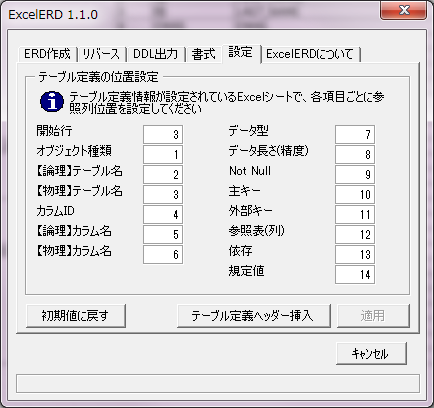 ExcelERD 1.1.0
ERD作成 リバース DDL出力 書式 設定 ExcelERDについて
テーブル定義の位置設定
テーブル定義情報が設定されているExcelシートで、各項目ごとに参
照列位置を設定してください
開始行 3 データ型 7
オブジェクト種類 1 データ長さ(精度) 8
【論理】テーブル名 2 Not Null 9
【物理】テーブル名 3 主キー 10
カラムID 4 外部キー 11
【論理】カラム名 5 参照表(列) 12
【物理】カラム名 6 依存 13
規定値 14
初期値に戻す テーブル定義ヘッダー挿入 適用
キャンセル